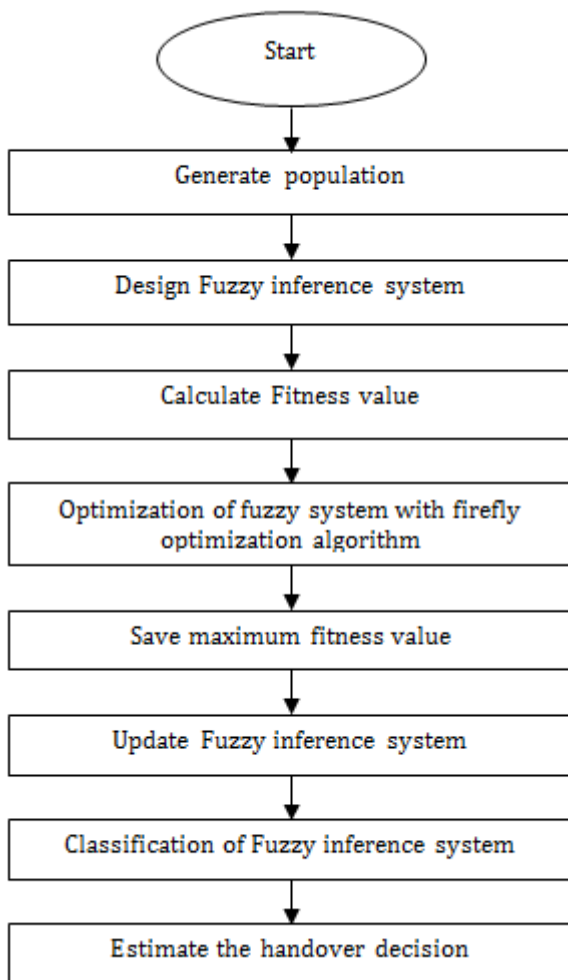 Start
Generate population
Design Fuzzy inference system
Calculate Fitness value
Optimization of fuzzy system with firefly
optimization algorithm
Save maximum fitness value
Update Fuzzy inference system
Classification of Fuzzy inference system
Estimate the handover decision